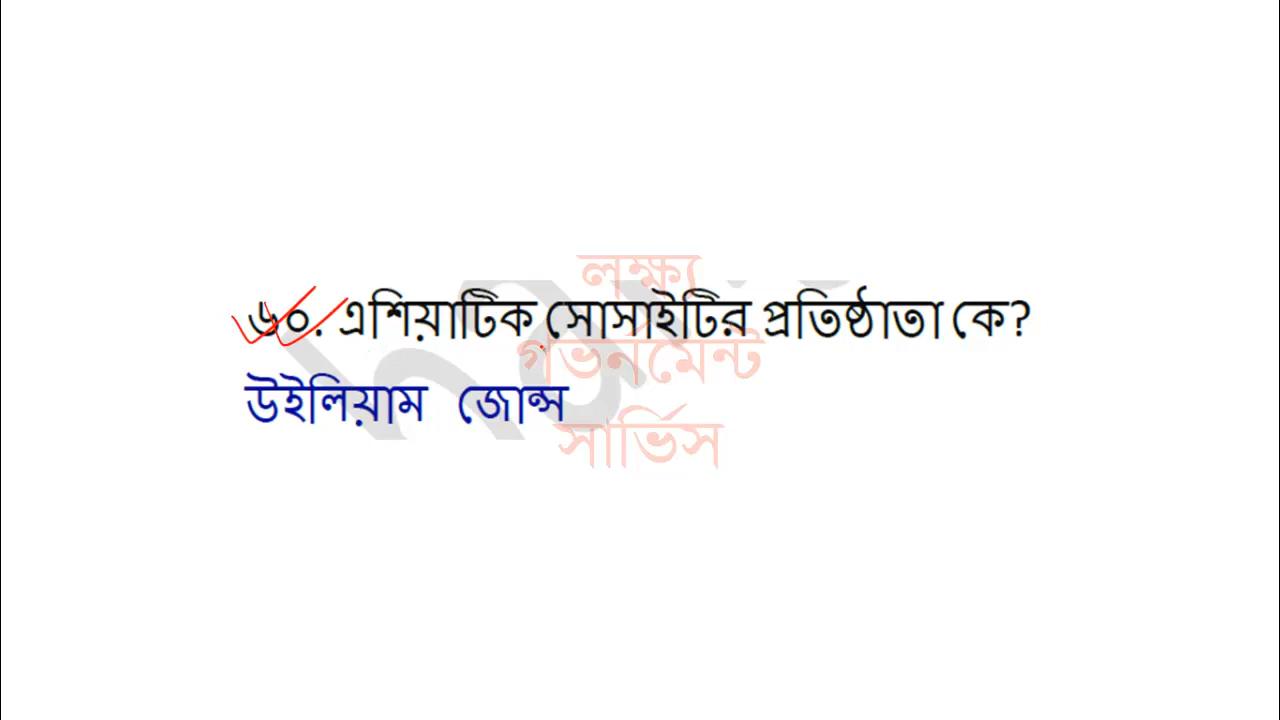 লক্ষ্য
৬০. এশিয়াটিক সোসাইটির প্রতিষ্ঠাতা কে?
গভর্নমেন্ট
উইলিয়াম জোন্স
সার্ভিস